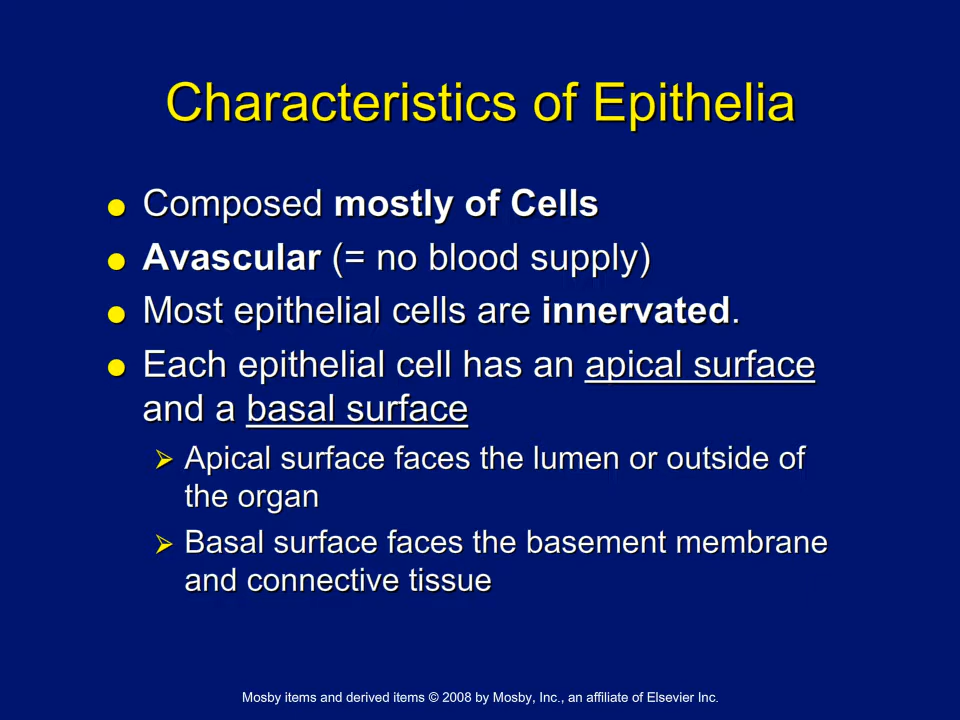 Characteristics of Epithelia
● Composed mostly of Cells
● Avascular (= no blood supply)
● Most epithelial cells are innervated.
● Each epithelial cell has an apical surface
and a basal surface
➢ Apical surface faces the lumen or outside of
the organ
➢ Basal surface faces the basement membrane
and connective tissue
Mosby items and derived items © 2008 by Mosby, Inc., an affiliate of Elsevier Inc.